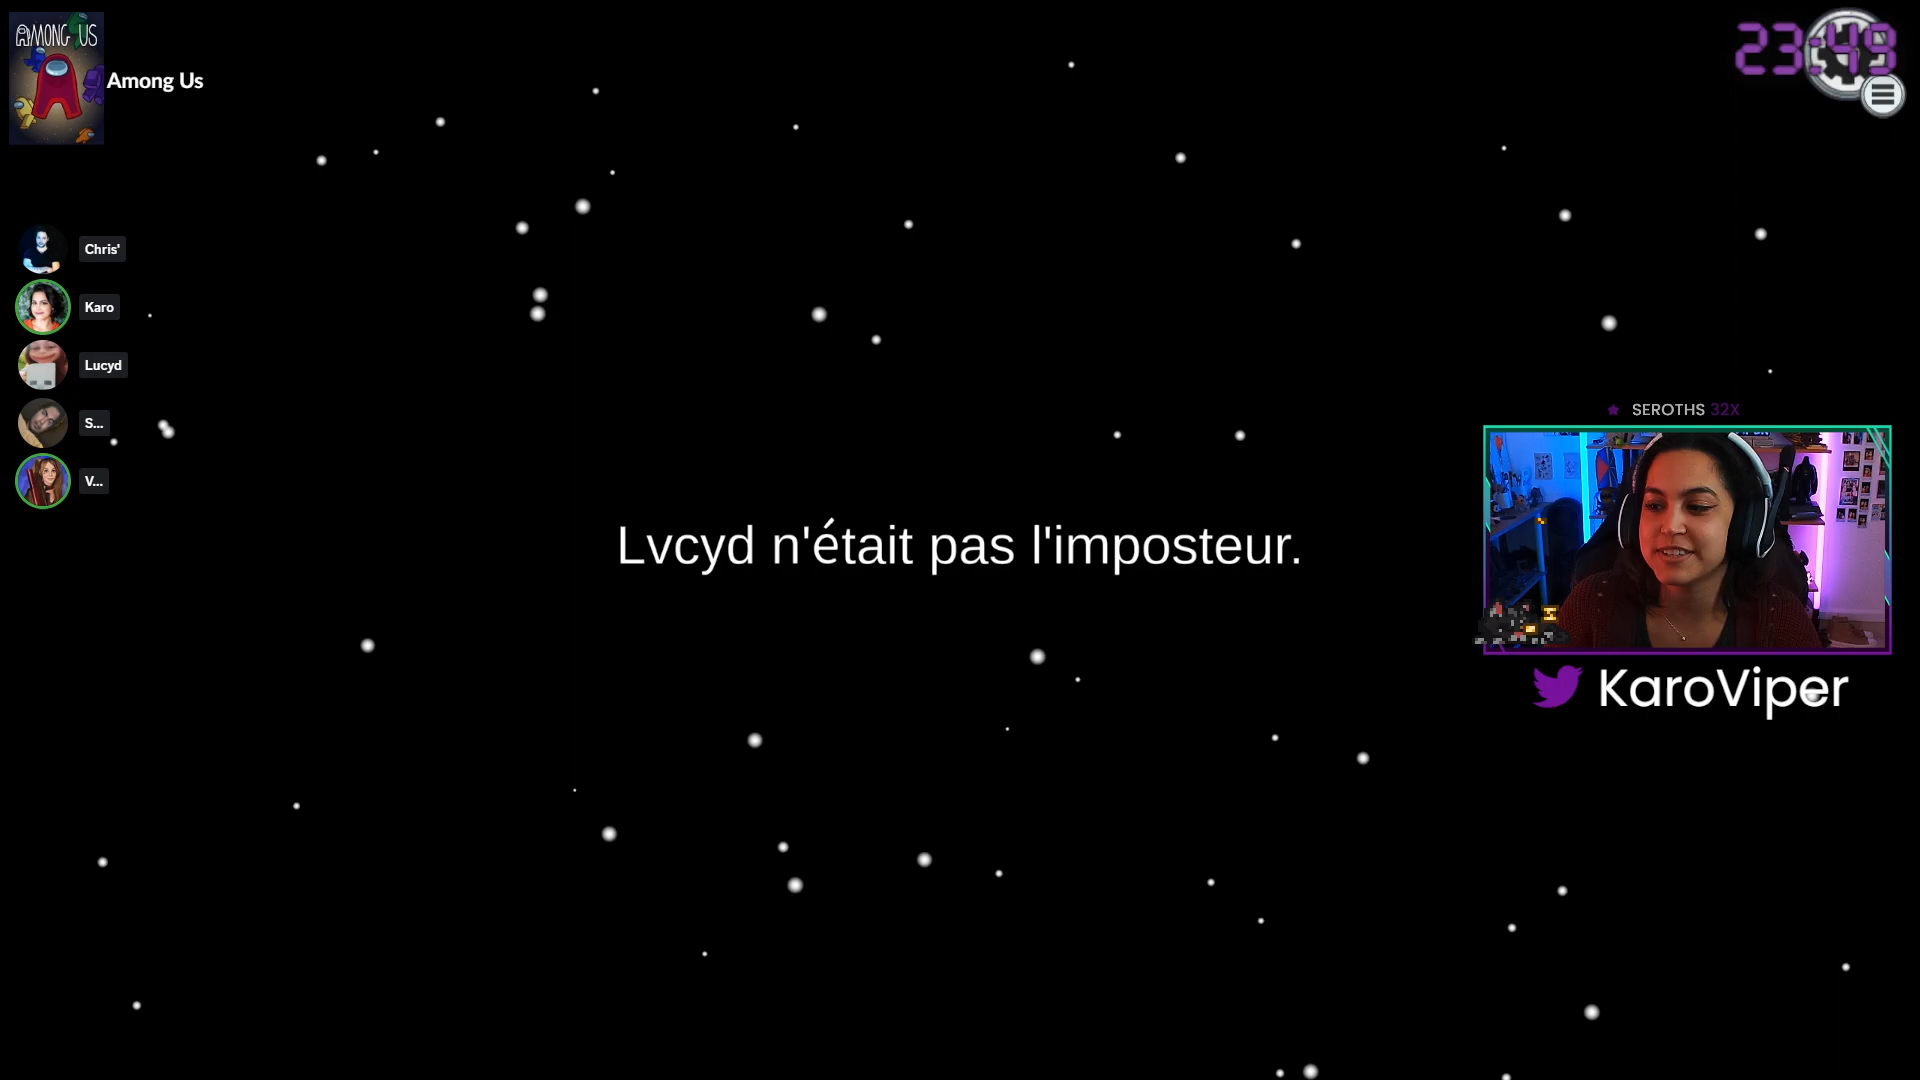 AMONG US
Among Us
23:49
Chris'
Karo
Lucyd
S...
V...
SEROTHS 32X
Lvcyd n'était pas l'imposteur.
KaroViper